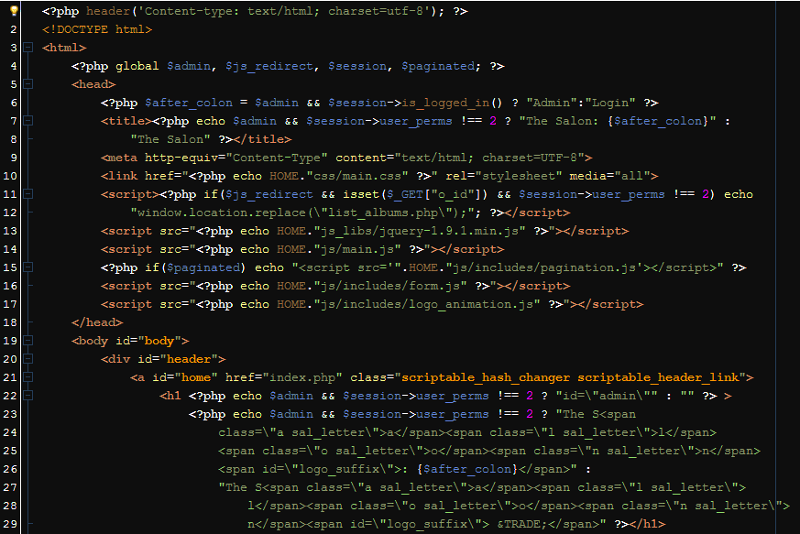 1 <?php header('Content-type: text/html; charset=utf-8'); ?>
2 <!DOCTYPE html>
3 <html>
4 <?php global $admin, $js_redirect, $session, $paginated; ?>
5 <head>
6 <?php $after_colon = $admin && $session->is_logged_in() ? "Admin":"Login" ?>
7 <title><?php echo $admin && $session->user_perms !== 2 ? "The Salon: {$after_colon}" :
8 "The Salon" ?></title>
9 <meta http-equiv="Content-Type" content="text/html; charset=UTF-8">
10 <link href="<?php echo HOME."css/main.css" ?>" rel="stylesheet" media="all">
11 <script><?php if($js_redirect && isset($_GET["o_id"]) && $session->user_perms !== 2) echo
12 "window.location.replace(\"list_albums.php\");"; ?></script>
13 <script src="<?php echo HOME."js_libs/jquery-1.9.1.min.js" ?>"></script>
14 <script src="<?php echo HOME."js/main.js" ?>"></script>
15 <?php if($paginated) echo "<script src='".HOME."js/includes/pagination.js'></script>" ?>
16 <script src="<?php echo HOME."js/includes/form.js" ?>"></script>
17 <script src="<?php echo HOME."js/includes/logo_animation.js" ?>"></script>
18 </head>
19 <body id="body">
20 <div id="header">
21 <a id="home" href="index.php" class="scriptable_hash_changer scriptable_header_link">
22 <h1 <?php echo $admin && $session->user_perms !== 2 ? "id=\"admin\"" : "" ?> >
23 <?php echo $admin && $session->user_perms !== 2 ? "The S<span
24 class=\"a sal_letter\">a</span><span class=\"l sal_letter\">l</span>
25 <span class=\"o sal_letter\">o</span><span class=\"n sal_letter\">n</span>
26 <span id=\"logo_suffix\">: {$after_colon}</span>" :
27 "The S<span class=\"a sal_letter\">a</span><span class=\"l sal_letter\">
28 l</span><span class=\"o sal_letter\">o</span><span class=\"n sal_letter\">
29 n</span><span id=\"logo_suffix\"> &TRADE;</span>" ?></h1>